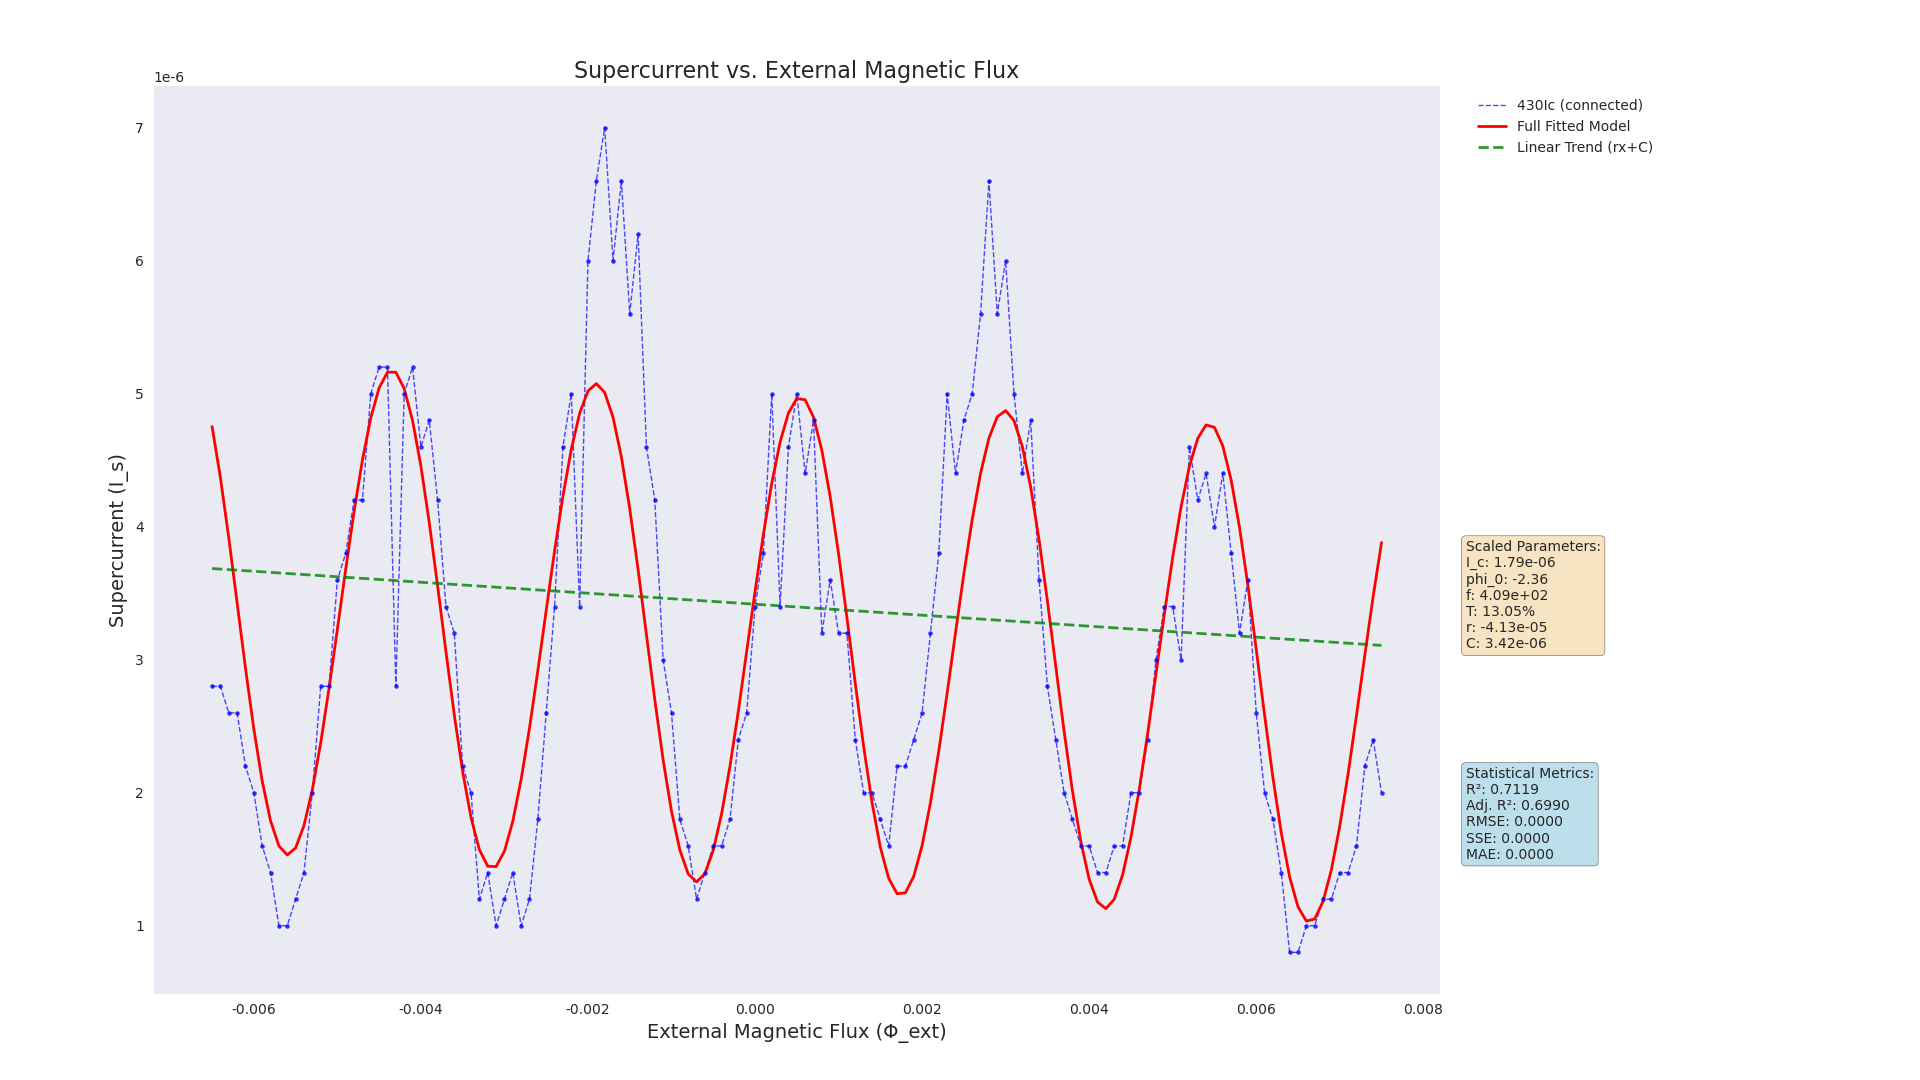 Supercurrent vs. External Magnetic Flux
1e-6
7
6
5
4
3
2
1
Supercurrent (I_s)
-0.006
-0.004
-0.002
0.000
0.002
0.004
0.006
0.008
External Magnetic Flux (Φ_ext)
430Ic (connected)
Full Fitted Model
Linear Trend (rx+C)
Scaled Parameters:
I_c: 1.79e-06
phi_0: -2.36
f: 4.09e+02
T: 13.05%
r: -4.13e-05
C: 3.42e-06
Statistical Metrics:
R²: 0.7119
Adj. R²: 0.6990
RMSE: 0.0000
SSE: 0.0000
MAE: 0.0000